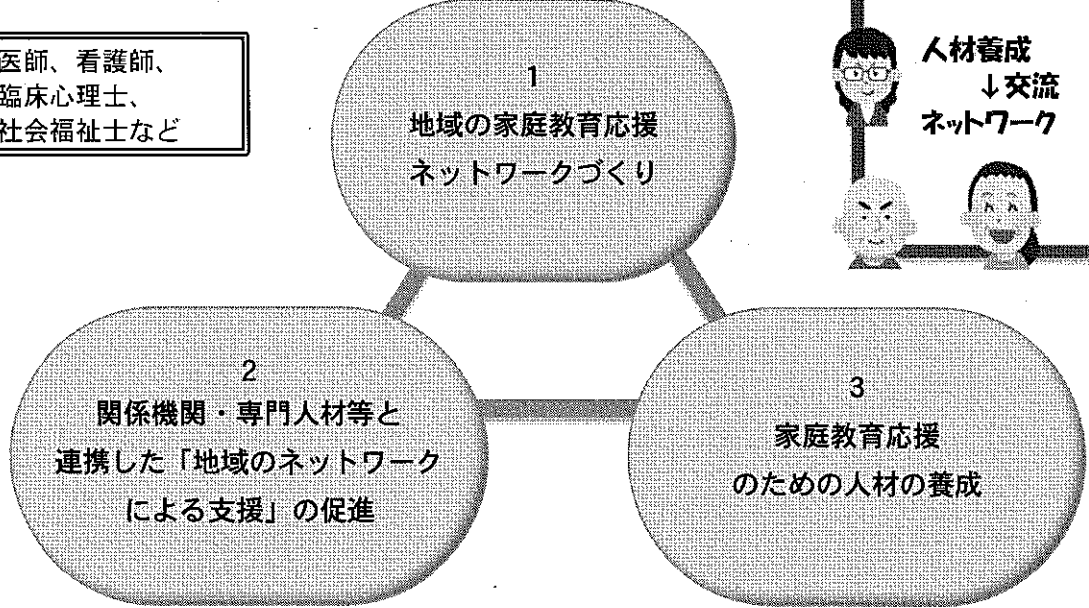 医師、看護師、
臨床心理士、
社会福祉士など
1
地域の家庭教育応援
ネットワークづくり
人材養成
↓交流
ネットワーク
2
関係機関・専門人材等と
連携した「地域のネットワーク
による支援」の促進
3
家庭教育応援
のための人材の養成